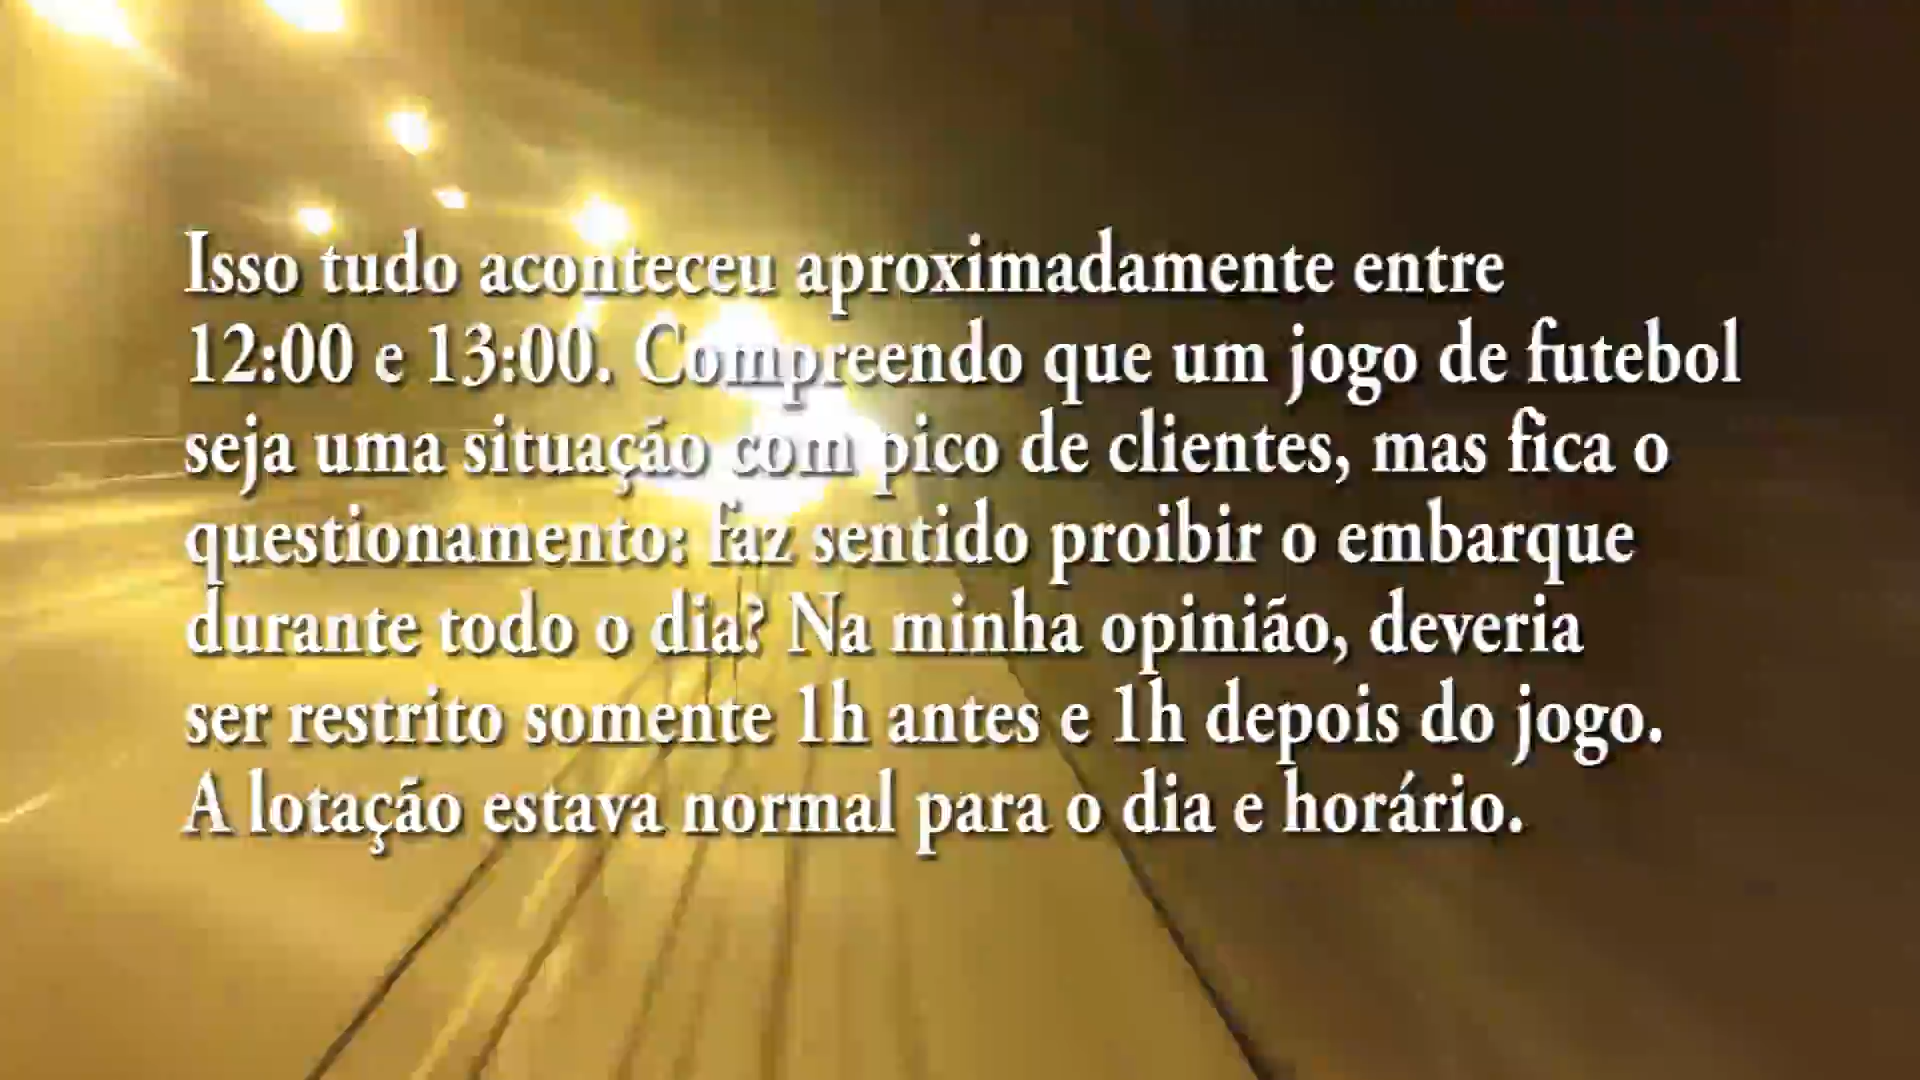 Isso tudo aconteceu aproximadamente entre
12:00 e 13:00. Compreendo que um jogo de futebol
seja uma situação com pico de clientes, mas fica o
questionamento: faz sentido proibir o embarque
durante todo o dia? Na minha opinião, deveria
ser restrito somente 1h antes e 1h depois do jogo.
A lotação estava normal para o dia e horário.